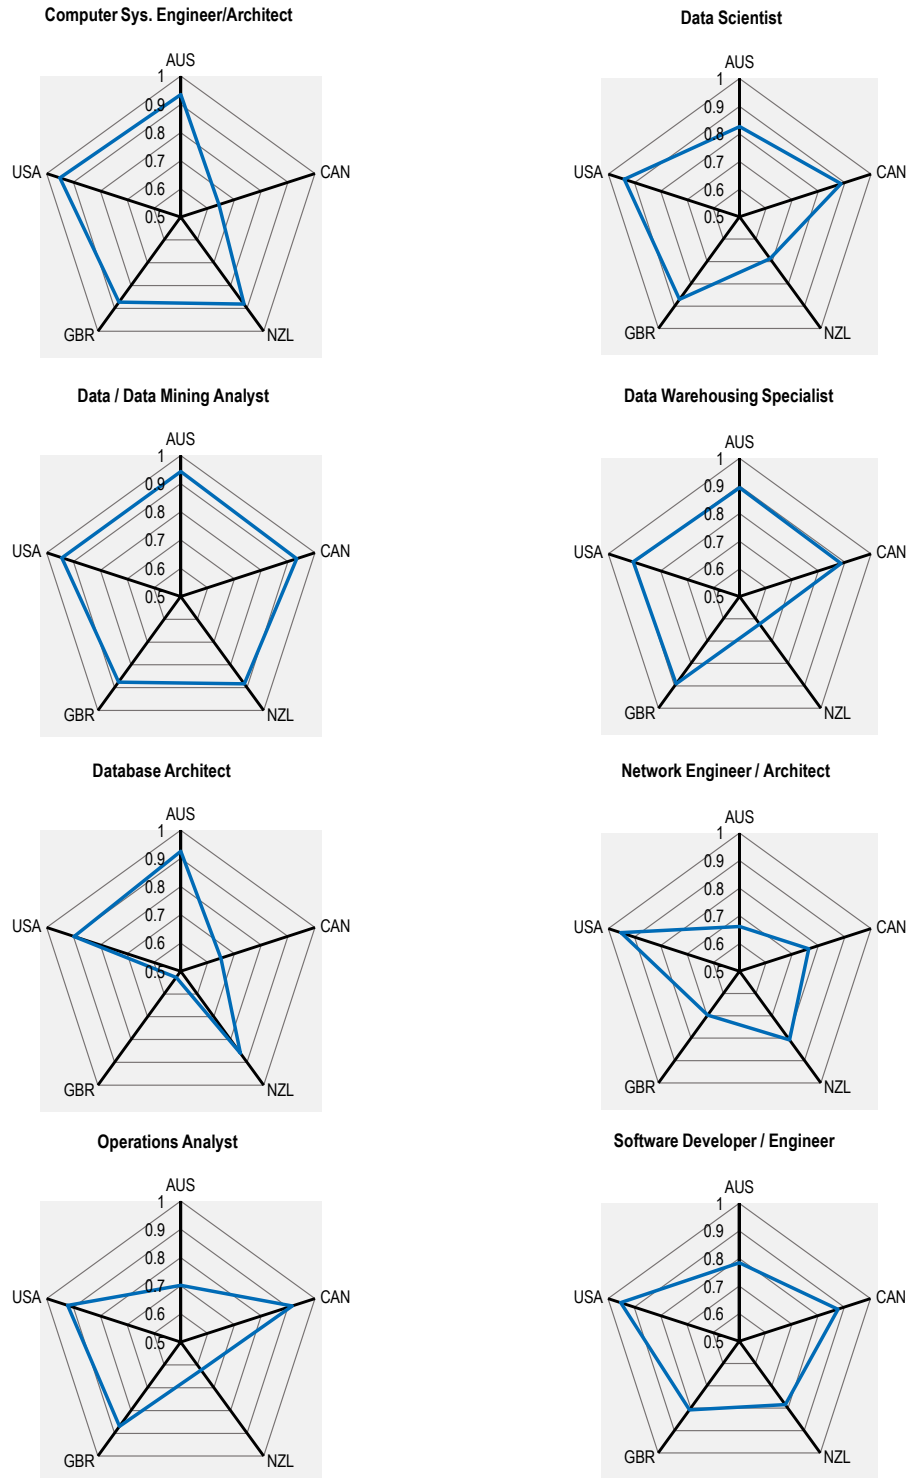 Computer Sys. Engineer/Architect
AUS
1
0.9
0.8
0.7
0.6
0.5
USA
CAN
GBR
NZL
Data Scientist
AUS
1
0.9
0.8
0.7
0.6
0.5
USA
CAN
GBR
NZL
Data / Data Mining Analyst
AUS
1
0.9
0.8
0.7
0.6
0.5
USA
CAN
GBR
NZL
Data Warehousing Specialist
AUS
1
0.9
0.8
0.7
0.6
0.5
USA
CAN
GBR
NZL
Database Architect
AUS
1
0.9
0.8
0.7
0.6
0.5
USA
CAN
GBR
NZL
Network Engineer / Architect
AUS
1
0.9
0.8
0.7
0.6
0.5
USA
CAN
GBR
NZL
Operations Analyst
AUS
1
0.9
0.8
0.7
0.6
0.5
USA
CAN
GBR
NZL
Software Developer / Engineer
AUS
1
0.9
0.8
0.7
0.6
0.5
USA
CAN
GBR
NZL